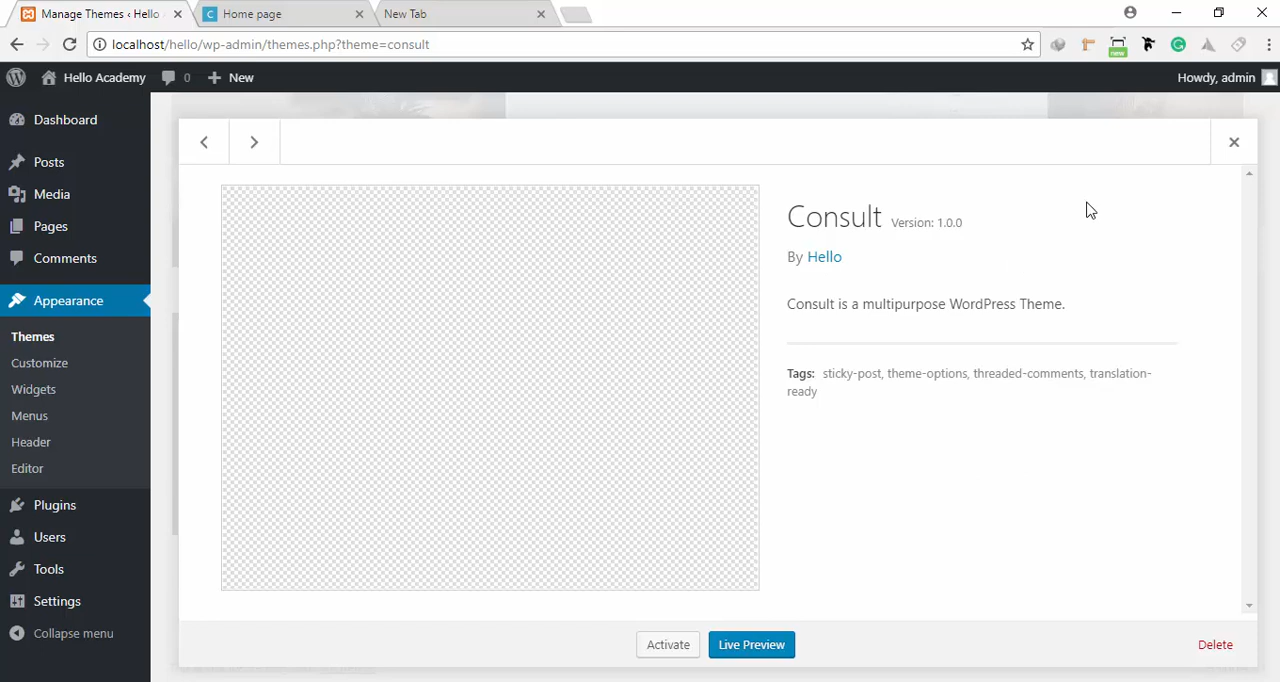 Manage Themes ‹ Hello
Home page
New Tab
localhost/hello/wp-admin/themes.php?theme=consult
new
Hello Academy
0
New
Howdy, admin
Dashboard
Posts
Media
Pages
Comments
Appearance
Themes
Customize
Widgets
Menus
Header
Editor
Plugins
Users
Tools
Settings
Collapse menu
Consult Version: 1.0.0
By Hello
Consult is a multipurpose WordPress Theme.
Tags: sticky-post, theme-options, threaded-comments, translation-
ready
Activate
Live Preview
Delete